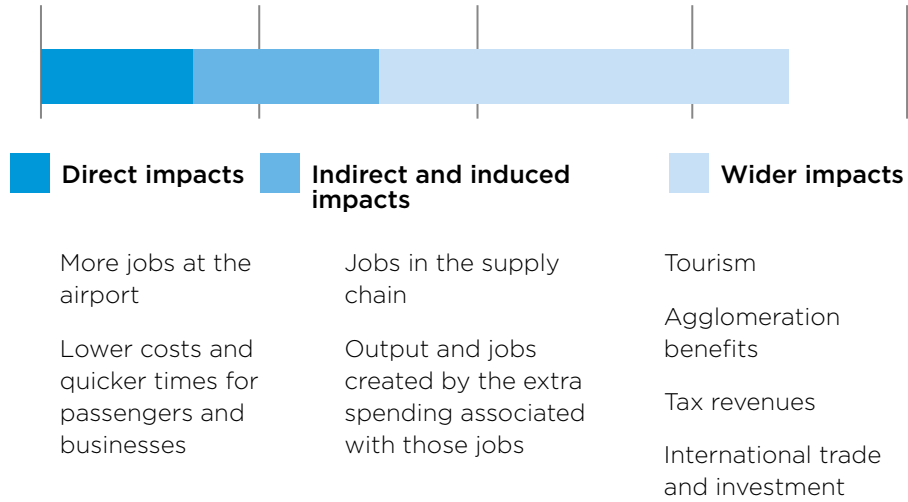 Direct impacts
Indirect and induced
impacts
Wider impacts
More jobs at the
airport
Lower costs and
quicker times for
passengers and
businesses
Jobs in the supply
chain
Output and jobs
created by the extra
spending associated
with those jobs
Tourism
Agglomeration
benefits
Tax revenues
International trade
and investment